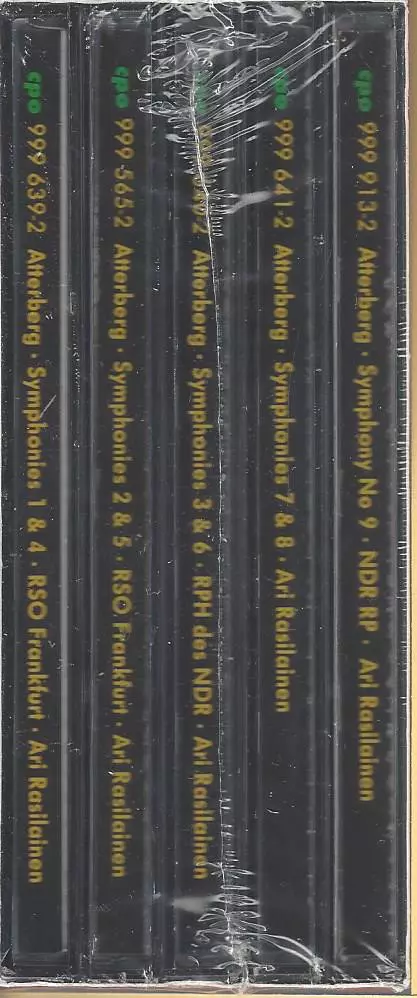 cpo 999 913-2 Atterberg · Symphony No 9 · NDR RP · Ari Rasilainen
cpo 999 641-2 Atterberg · Symphonies 7 & 8 · Ari Rasilainen
Atterberg · Symphonies 3 & 6 · RPH des NDR · Ari Rasilainen
cpo 999 565-2 Atterberg · Symphonies 2 & 5 · RSO Frankfurt · Ari Rasilainen
cpo 999 639-2 Atterberg · Symphonies 1 & 4 · RSO Frankfurt · Ari Rasilainen